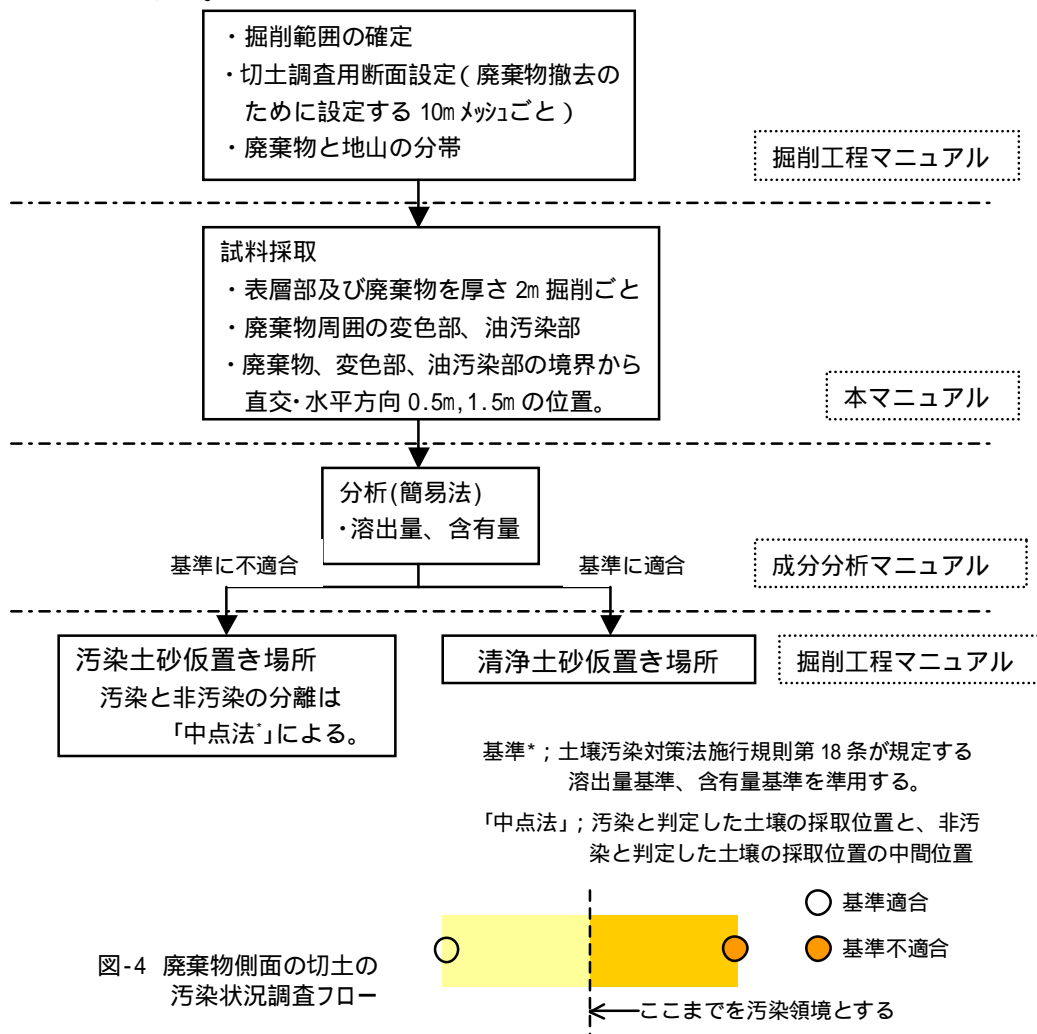 ・掘削範囲の確定
・切土調査用断面設定(廃棄物撤去の
ために設定する 10m メッシュごと)
・廃棄物と地山の分帯
掘削工程マニュアル
試料採取
・表層部及び廃棄物を厚さ 2m 掘削ごと
・廃棄物周囲の変色部、油汚染部
・廃棄物、変色部、油汚染部の境界から
直交・水平方向 0.5m,1.5m の位置。
本マニュアル
分析(簡易法)
・溶出量、含有量
基準に不適合
基準に適合
成分分析マニュアル
汚染土砂仮置き場所
汚染と非汚染の分離は
「中点法*」による。
清浄土砂仮置き場所
掘削工程マニュアル
基準*;土壌汚染対策法施行規則第 18 条が規定する
溶出量基準、含有量基準を準用する。
「中点法」;汚染と判定した土壌の採取位置と、非汚
染と判定した土壌の採取位置の中間位置
基準適合
基準不適合
図-4 廃棄物側面の切土の
汚染状況調査フロー
ここまでを汚染領境とする